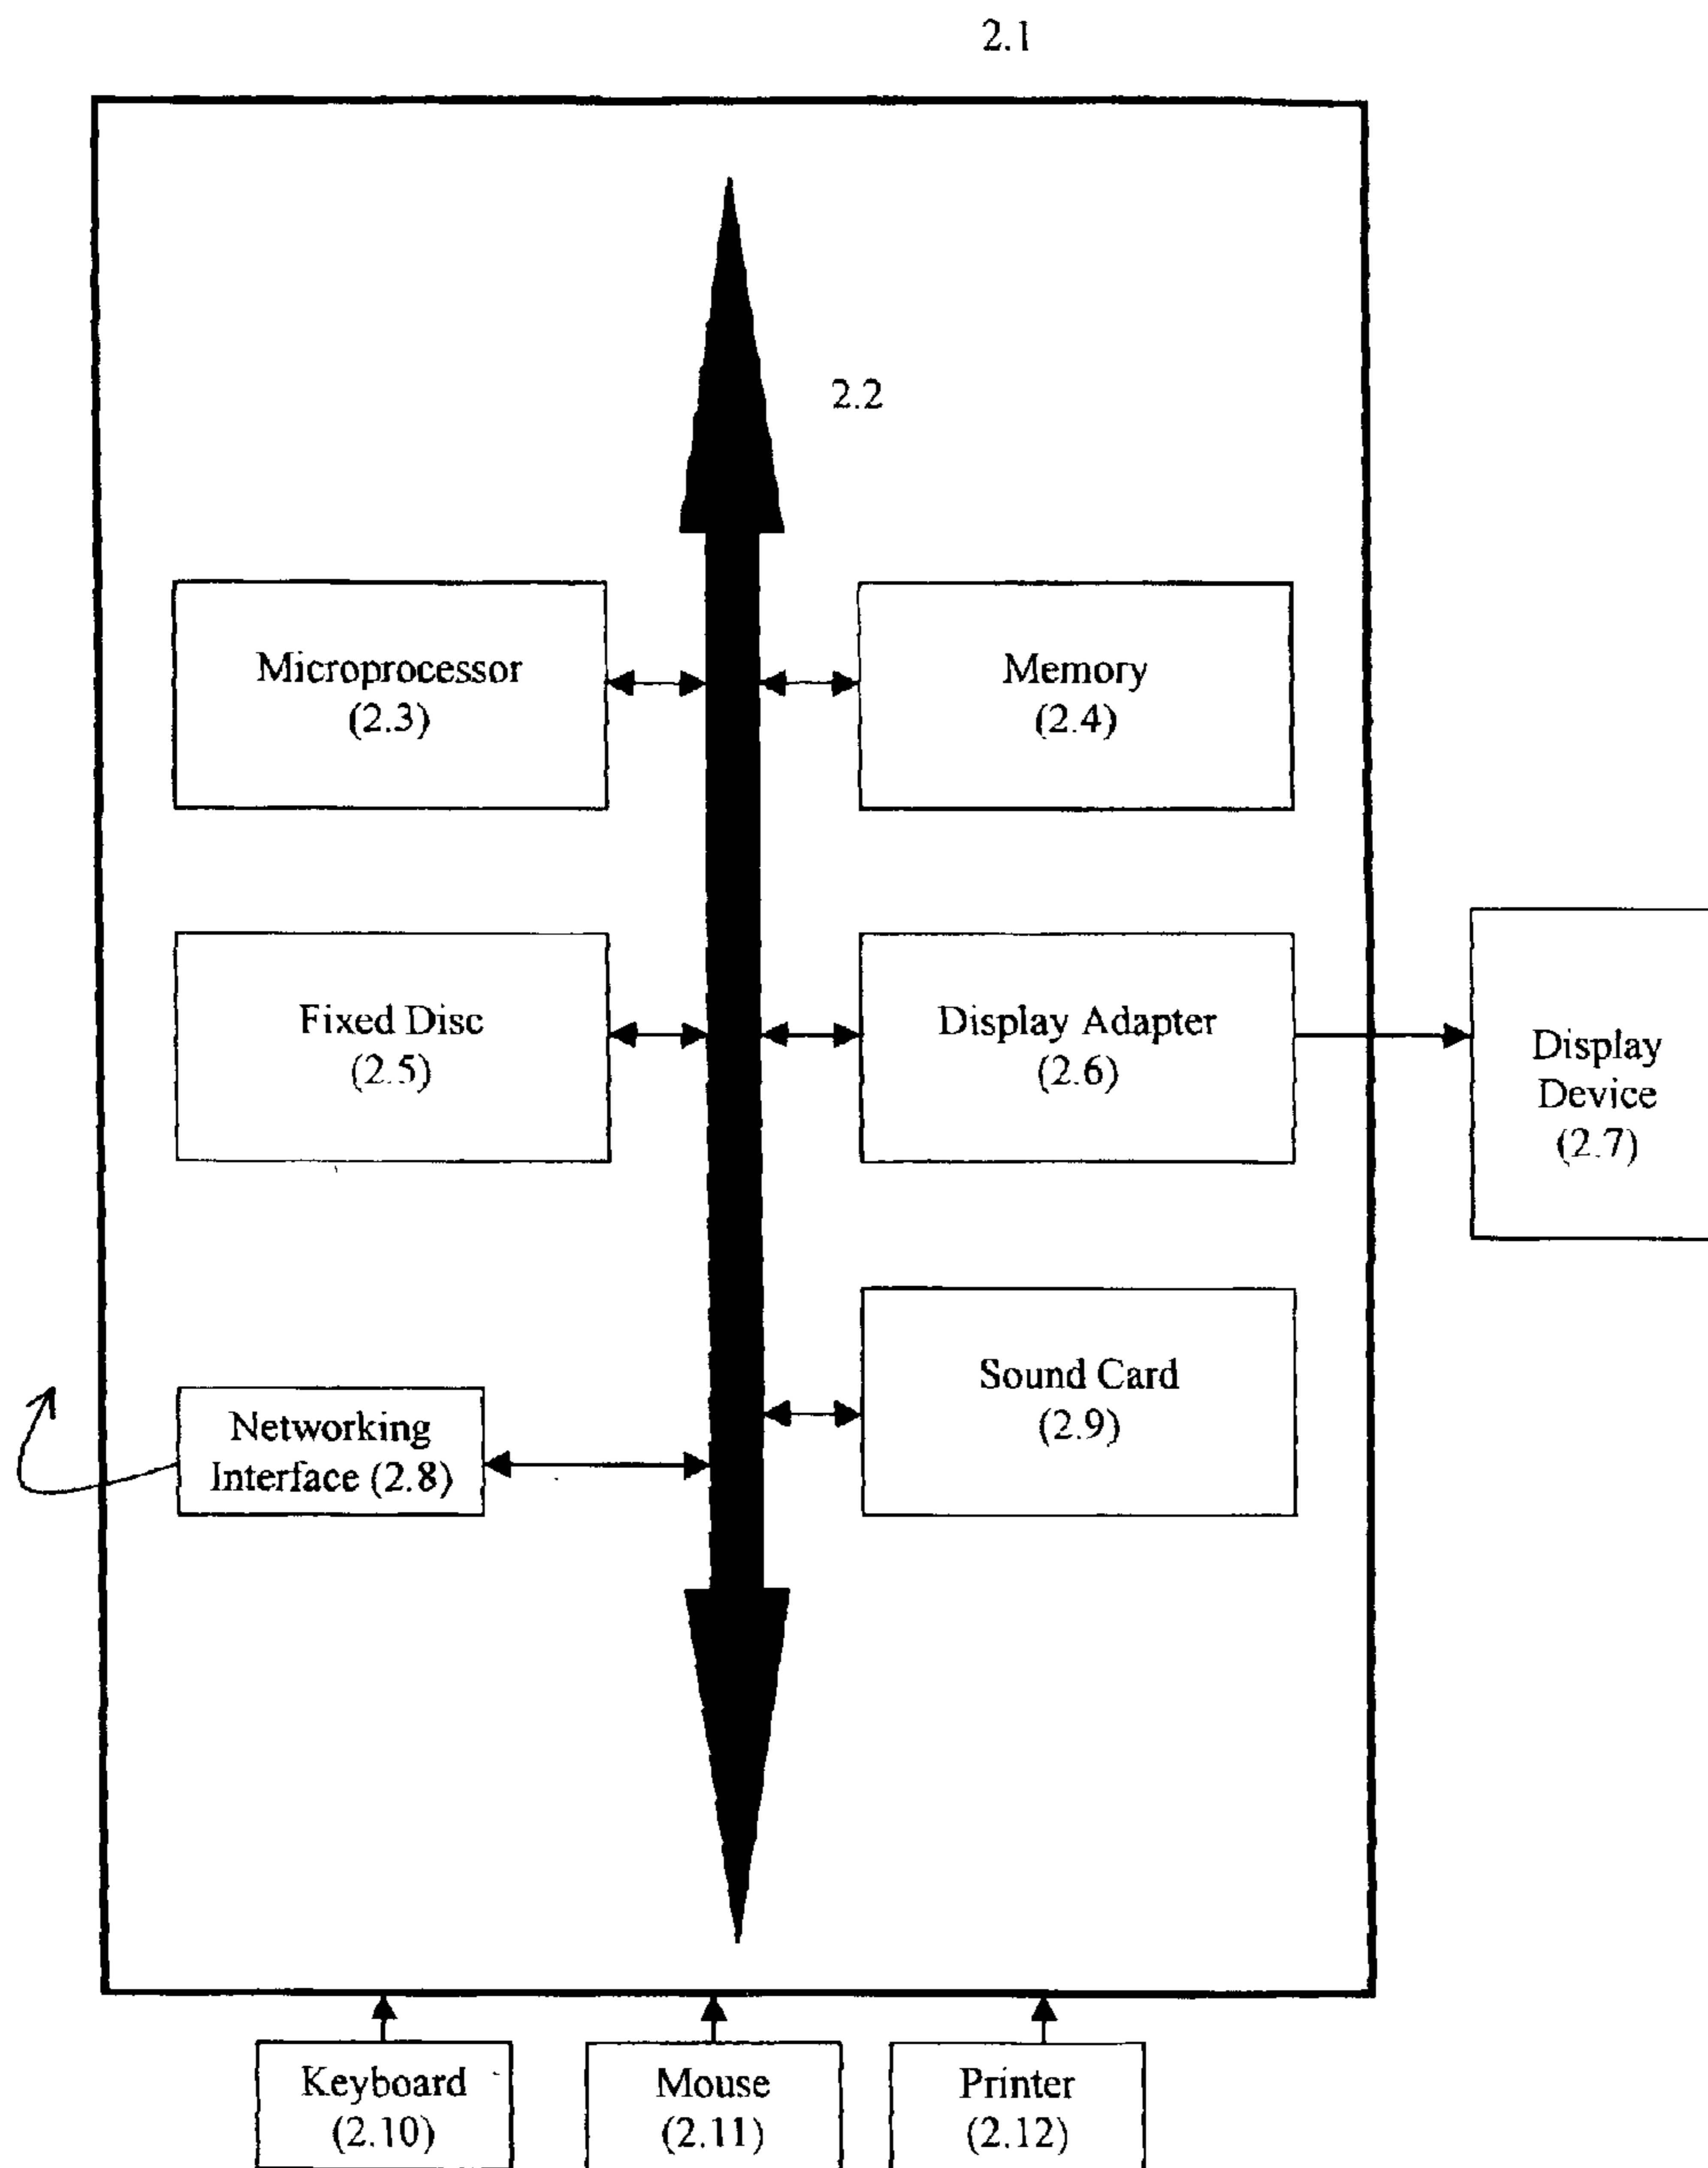 2.1
2.2
Microprocessor
(2.3)
Memory
(2.4)
Fixed Disc
(2.5)
Display Adapter
(2.6)
Display
Device
(2.7)
Sound Card
(2.9)
Networking
Interface (2.8)
Keyboard
(2.10)
Mouse
(2.11)
Printer
(2.12)